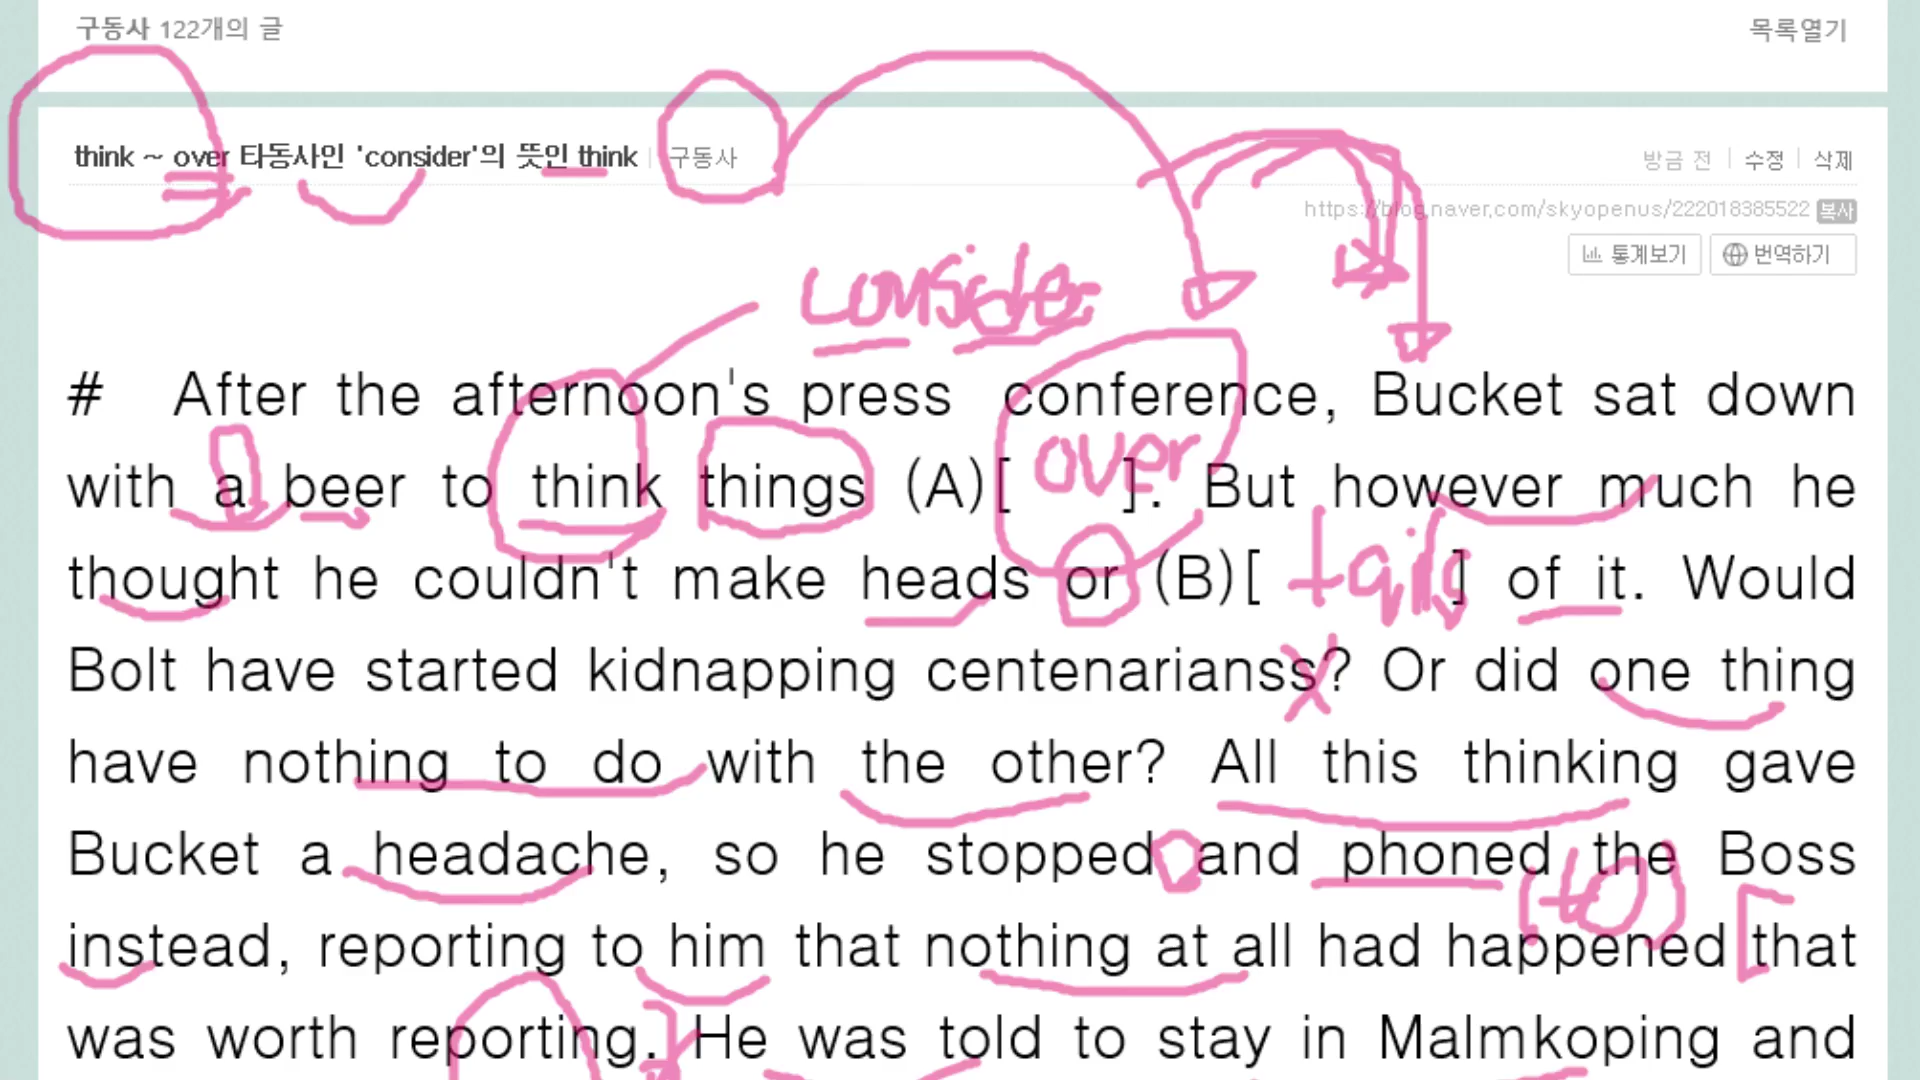 구동사 122개의 글
목록열기
think ~ over 타동사인 'consider'의 뜻인 think | 구동사
방금 전 | 수정 | 삭제
https://blog.naver.com/skyopenus/222018385522 복사
통계보기 번역하기
consider
# After the afternoon's press conference, Bucket sat down
with a beer to think things (A)[ over ]. But however much he
thought he couldn't make heads or (B)[ tails ] of it. Would
Bolt have started kidnapping centenarianss? Or did one thing
have nothing to do with the other? All this thinking gave
Bucket a headache, so he stopped and phoned the Boss
(to)
instead, reporting to him that nothing at all had happened that
was worth reporting. He was told to stay in Malmkoping and